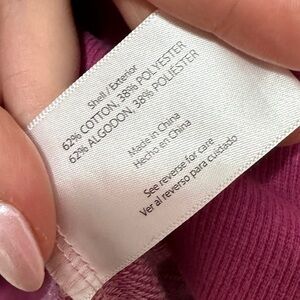 Shell / Exterior
62% COTTON, 38% POLYESTER
62% ALGODON, 38% POLIÉSTER
Made in China
Hecho en China
See reverse for care
Ver al reverso para cuidado